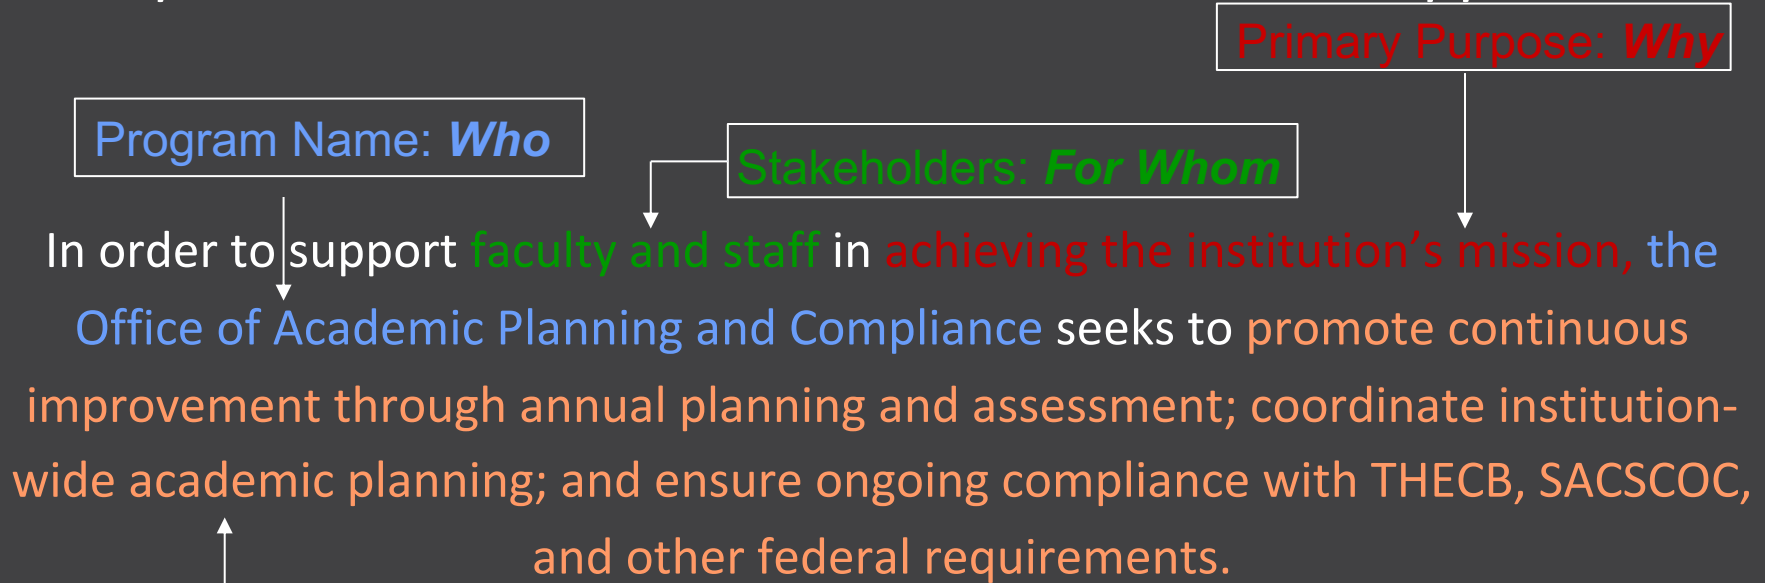 Primary Purpose: Why
Program Name: Who
Stakeholders: For Whom
In order to support faculty and staff in achieving the institution’s mission, the
Office of Academic Planning and Compliance seeks to promote continuous
improvement through annual planning and assessment; coordinate institution-
wide academic planning; and ensure ongoing compliance with THECB, SACSCOC,
and other federal requirements.